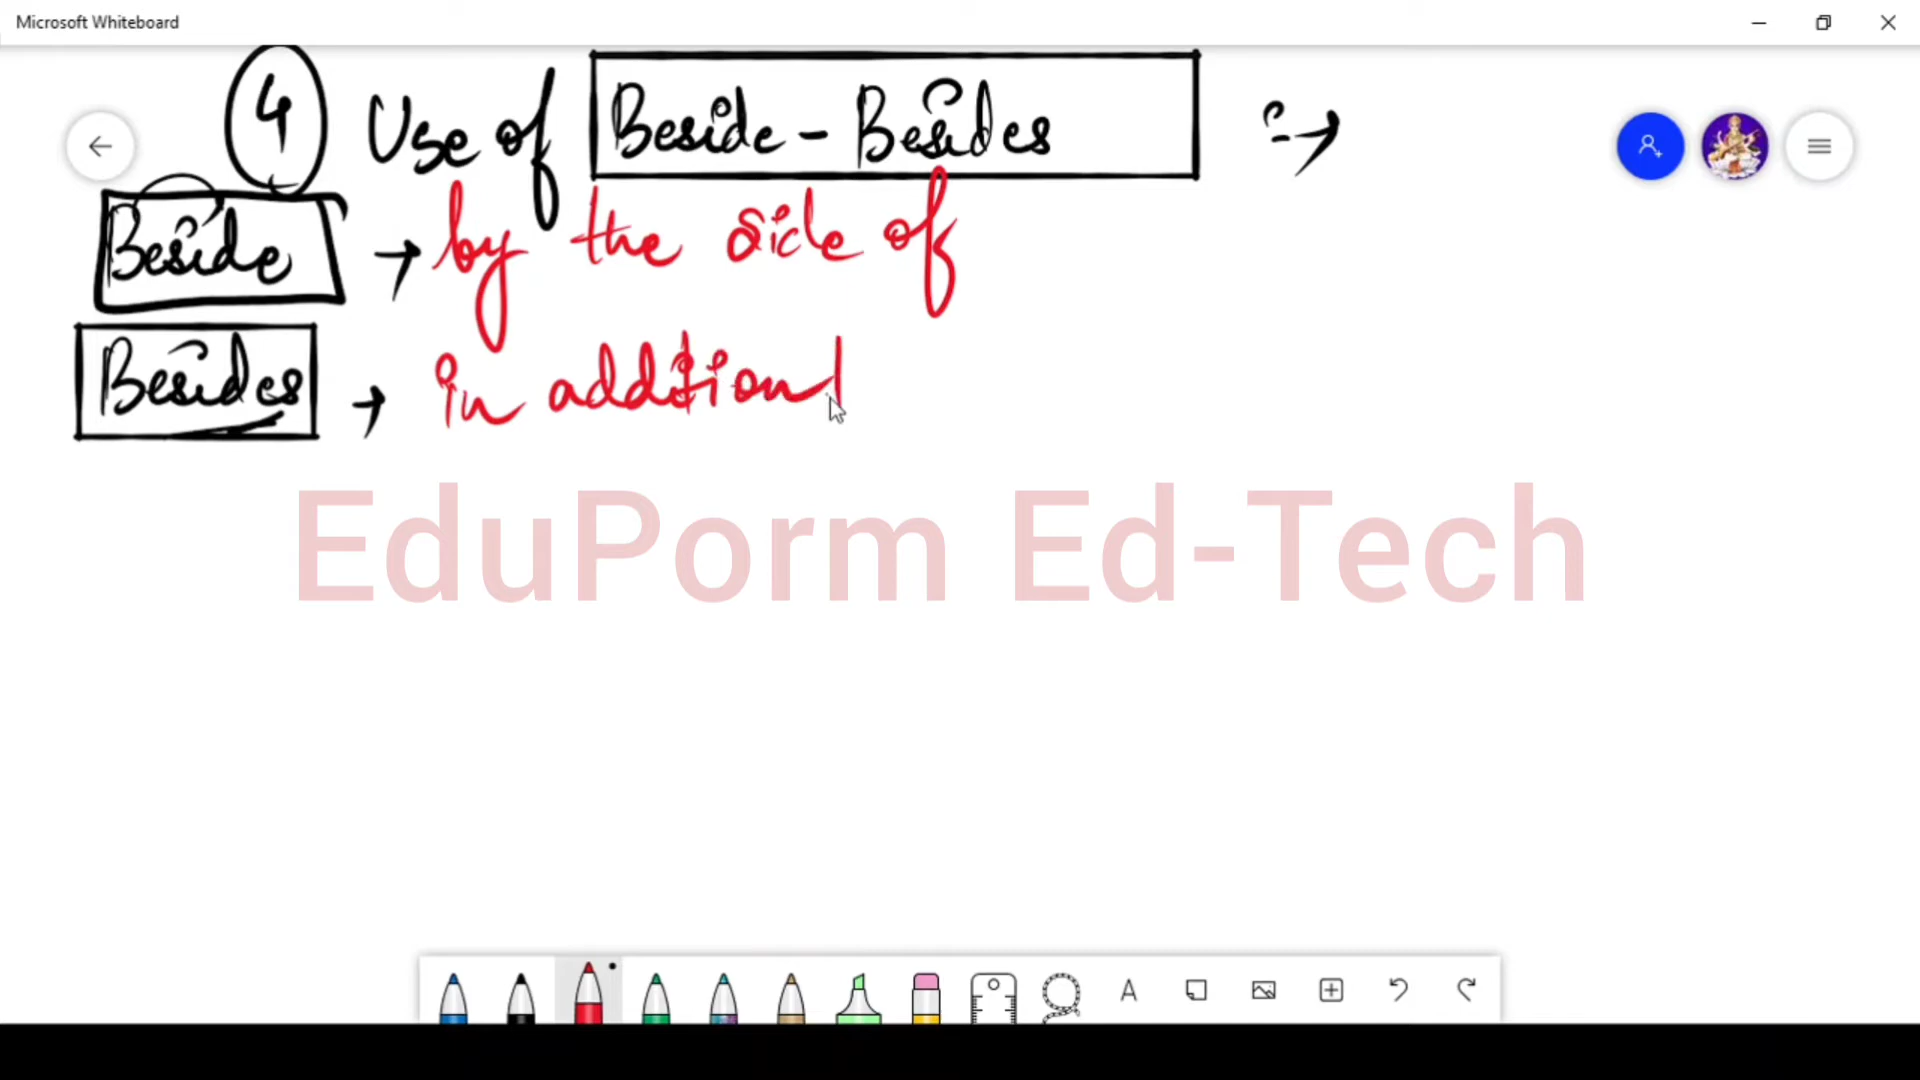 Microsoft Whiteboard
4 Use of Beside - Besides :→
Beside → by the side of
Besides → in addition
EduPorm Ed-Tech